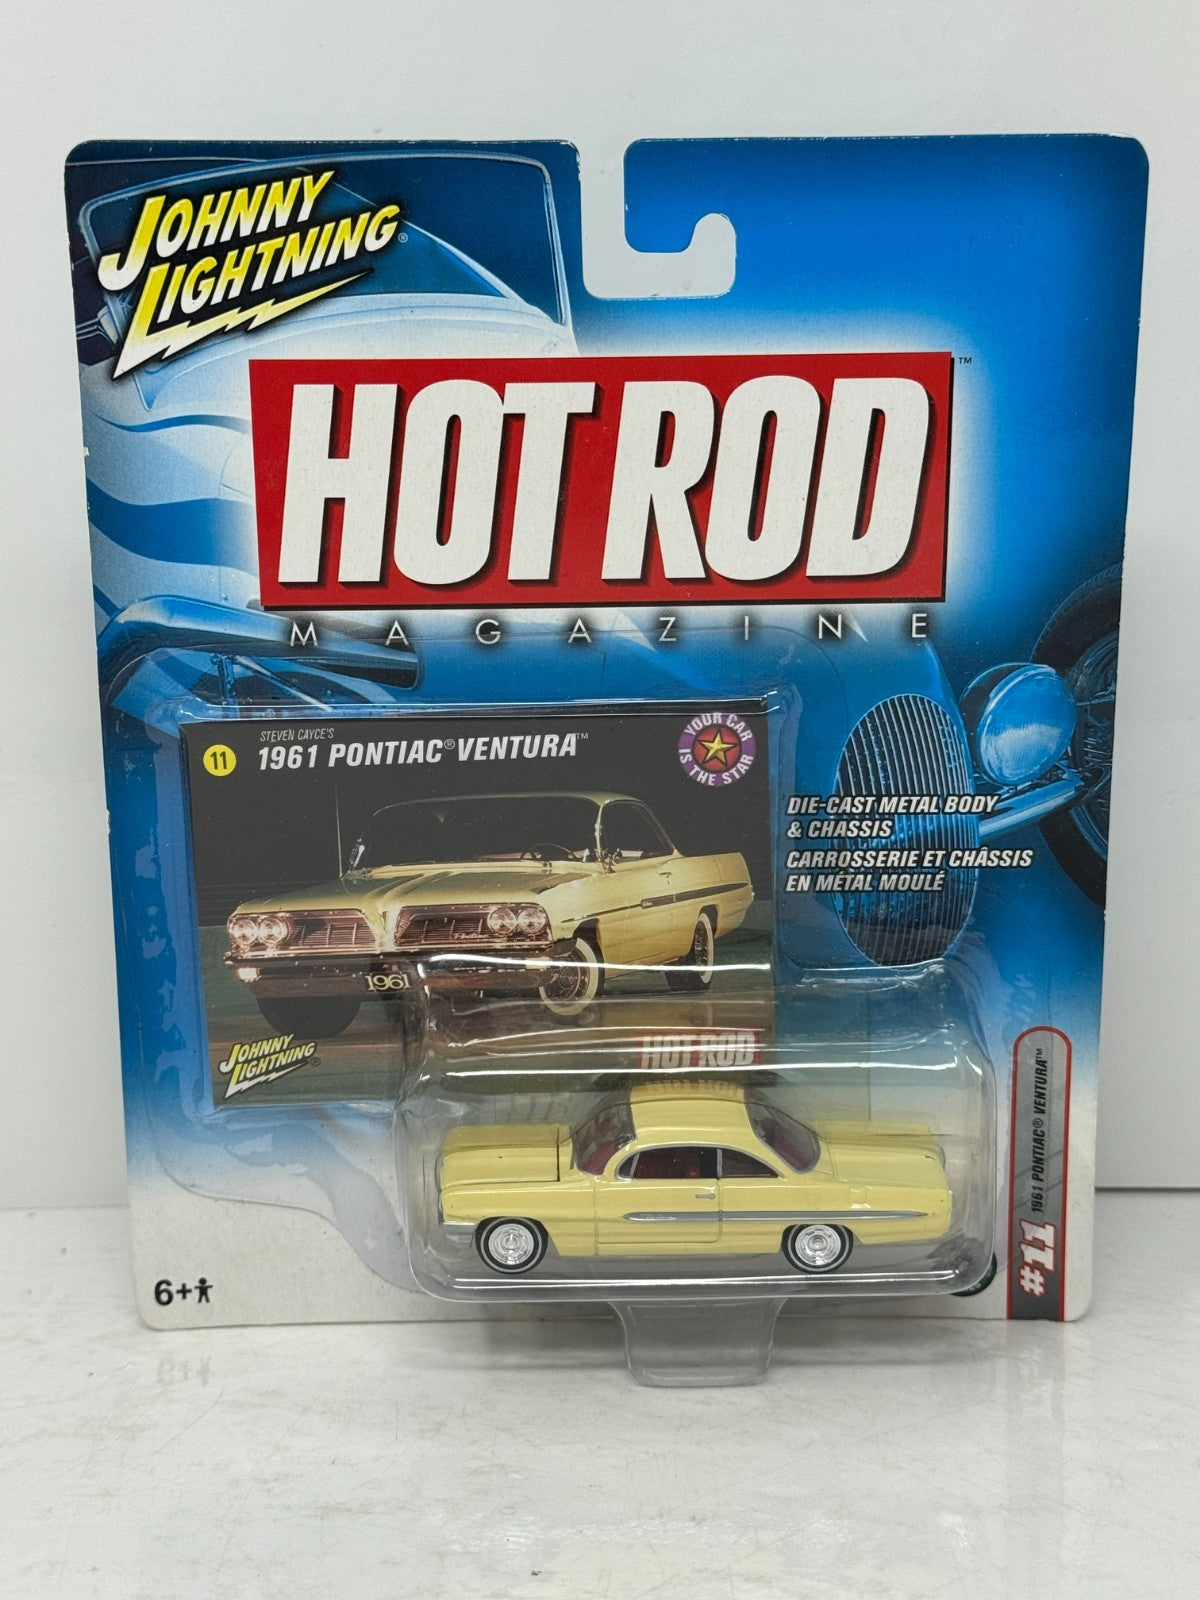 JOHNNY
LIGHTNING®
HOT ROD™
MAGAZINE
STEVEN CAYCE'S
11
1961 PONTIAC® VENTURA™
YOUR CAR
IS THE STAR
DIE-CAST METAL BODY
& CHASSIS
CARROSSERIE ET CHÂSSIS
EN MÉTAL MOULÉ
1961
JOHNNY
LIGHTNING®
HOT ROD
#11 1961 PONTIAC® VENTURA™
6+